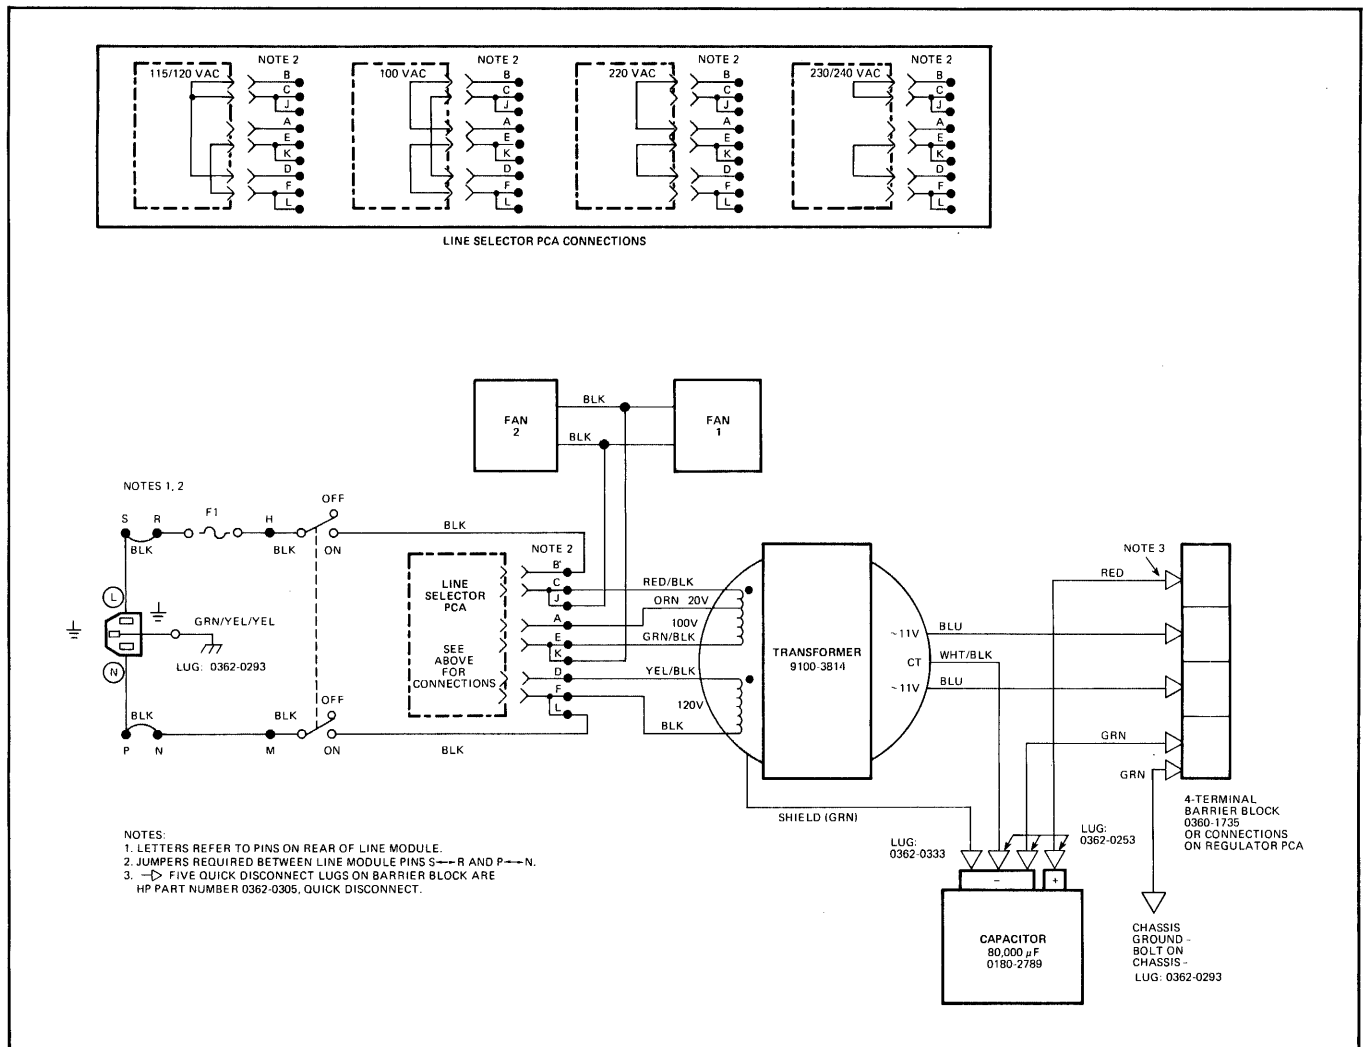 115/120 VAC
NOTE 2
B
C
J
A
E
K
D
F
L
100 VAC
NOTE 2
B
C
J
A
E
K
D
F
L
220 VAC
NOTE 2
B
C
J
A
E
K
D
F
L
230/240 VAC
NOTE 2
B
C
J
A
E
K
D
F
L
LINE SELECTOR PCA CONNECTIONS
FAN
2
BLK
BLK
FAN
1
NOTES 1, 2
S
R
BLK
F1
H
BLK
OFF
ON
BLK
L
GRN/YEL/YEL
LUG: 0362-0293
N
BLK
P
N
M
BLK
OFF
ON
BLK
LINE
SELECTOR
PCA
SEE
ABOVE
FOR
CONNECTIONS
NOTE 2
B
C
J
A
E
K
D
F
L
RED/BLK
ORN 20V
100V
GRN/BLK
YEL/BLK
120V
BLK
TRANSFORMER
9100-3814
~11V
CT
~11V
BLU
WHT/BLK
BLU
NOTE 3
RED
GRN
GRN
4-TERMINAL
BARRIER BLOCK
0360-1735
OR CONNECTIONS
ON REGULATOR PCA
SHIELD (GRN)
LUG:
0362-0333
LUG:
0362-0253
-
+
CAPACITOR
80,000 µF
0180-2789
CHASSIS
GROUND -
BOLT ON
CHASSIS -
LUG: 0362-0293
NOTES:
1. LETTERS REFER TO PINS ON REAR OF LINE MODULE.
2. JUMPERS REQUIRED BETWEEN LINE MODULE PINS S↔R AND P↔N.
3. —▷ FIVE QUICK DISCONNECT LUGS ON BARRIER BLOCK ARE
HP PART NUMBER 0362-0305, QUICK DISCONNECT.